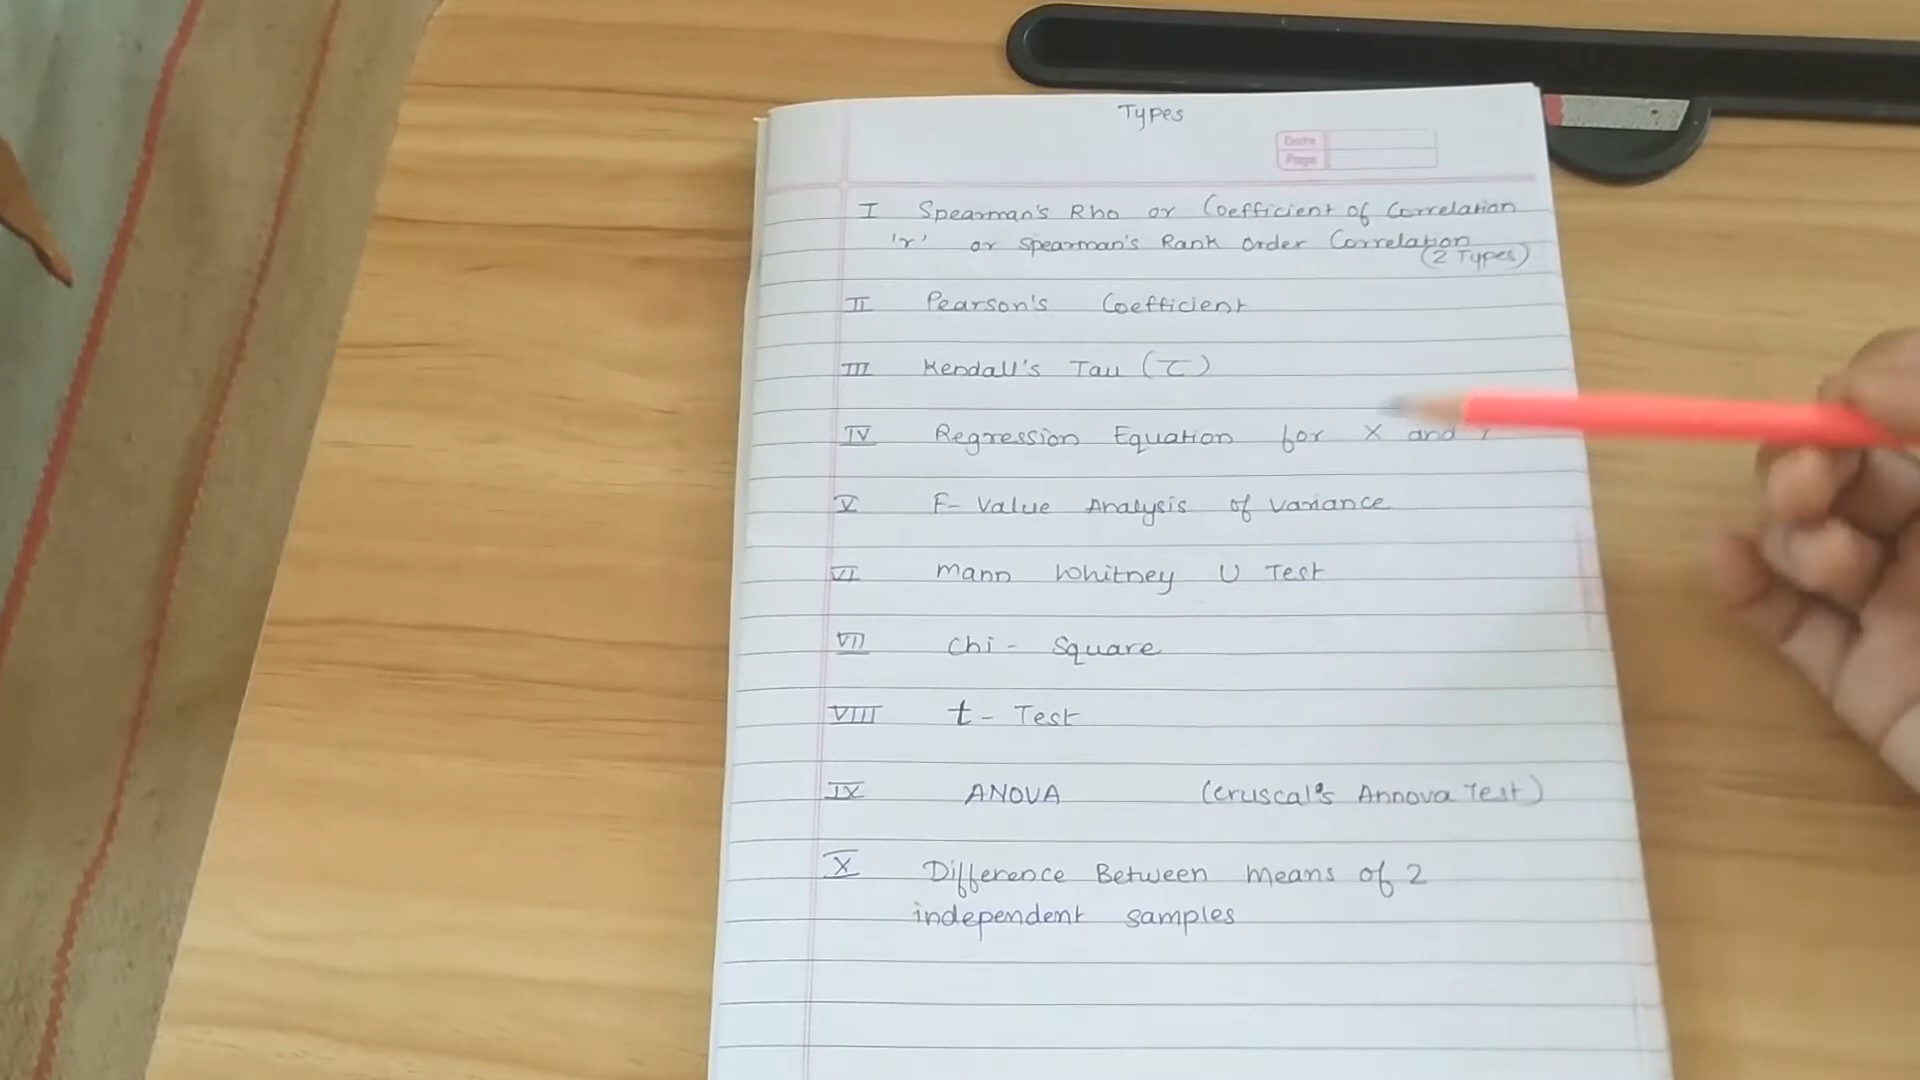 Types
Date
Page
I Spearman's Rho or Coefficient of Correlation
'r' or Spearman's Rank Order Correlation
(2 Types)
II Pearson's Coefficient
III Kendall's Tau (τ)
IV Regression Equation for X and
V F- Value Analysis of Variance
VI Mann Whitney U Test
VII Chi - Square
VIII t - Test
IX ANOVA (Cruscal's Annova Test)
X Difference Between Means of 2
independent samples